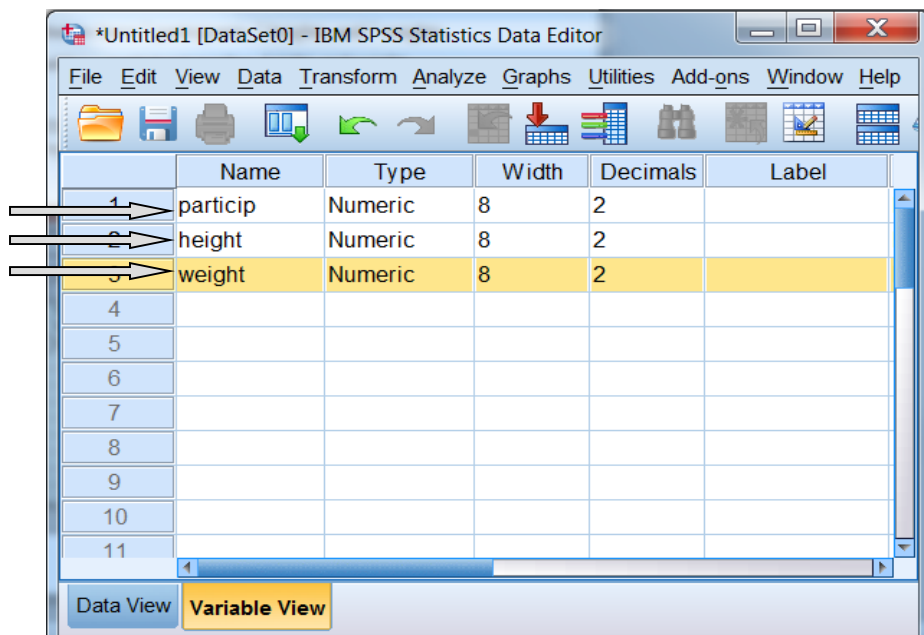 *Untitled1 [DataSet0] - IBM SPSS Statistics Data Editor
File Edit View Data Transform Analyze Graphs Utilities Add-ons Window Help
Name Type Width Decimals Label
1 particip Numeric 8 2
2 height Numeric 8 2
3 weight Numeric 8 2
4
5
6
7
8
9
10
11
Data View Variable View